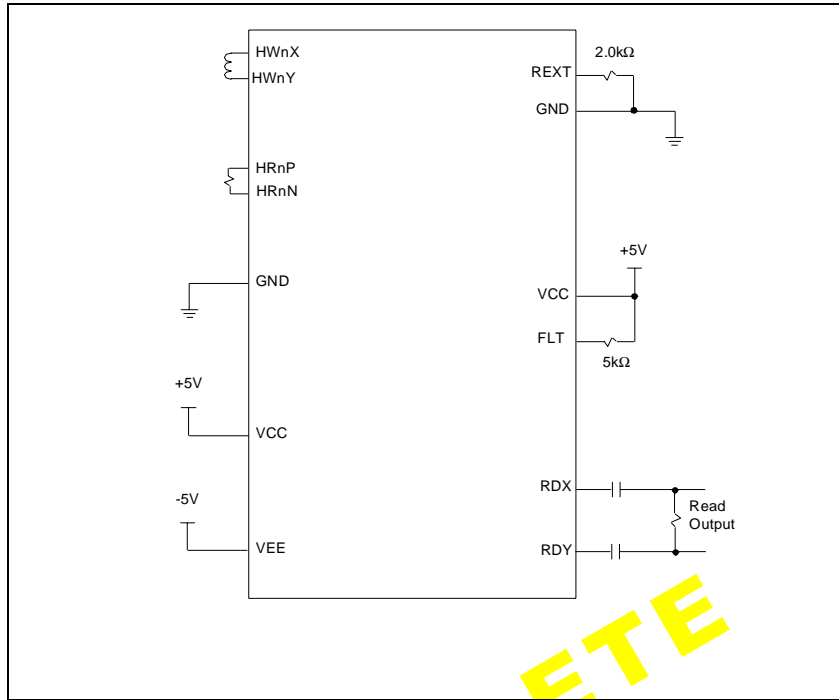 HWnX
HWnY
HRnP
HRnN
GND
+5V
VCC
-5V
VEE
2.0kΩ
REXT
GND
+5V
VCC
FLT
5kΩ
RDX
Read
Output
RDY
ETE